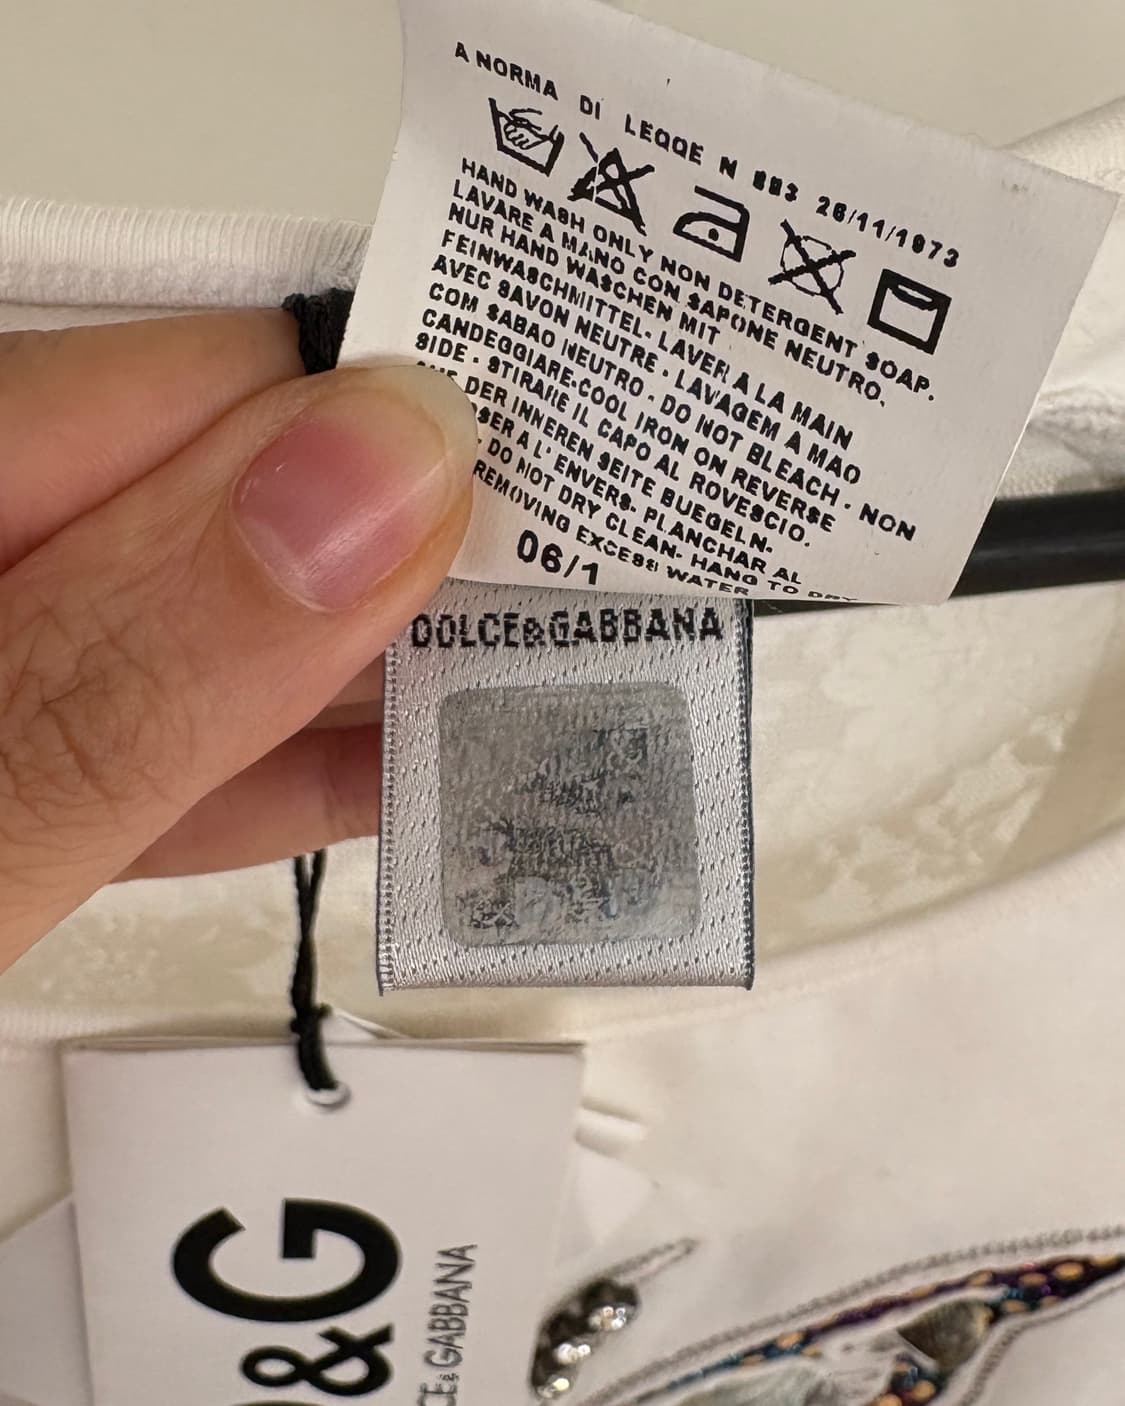 A NORMA DI LEQQE N 883 26/11/1973
HAND WASH ONLY NON DETERGENT SOAP.
LAVARE A MANO CON SAPONE NEUTRO.
NUR HAND WASCHEN MIT
FEINWASCHMITTEL- LAVER A LA MAIN
AVEC SAVON NEUTRE - LAVAGEM A MAO
COM SABAO NEUTRO - DO NOT BLEACH - NON
CANDEGGIARE-COOL IRON ON REVERSE
SIDE - STIRARE IL CAPO AL ROVESCIO.
DER INNEREN SEITE BUEGELN-
A L' ENVERS- PLANCHAR AL
DO NOT DRY CLEAN- HANG TO DRY
REMOVING EXCESS WATER
06/1
DOLCE&GABBANA
&G
&GABBANA